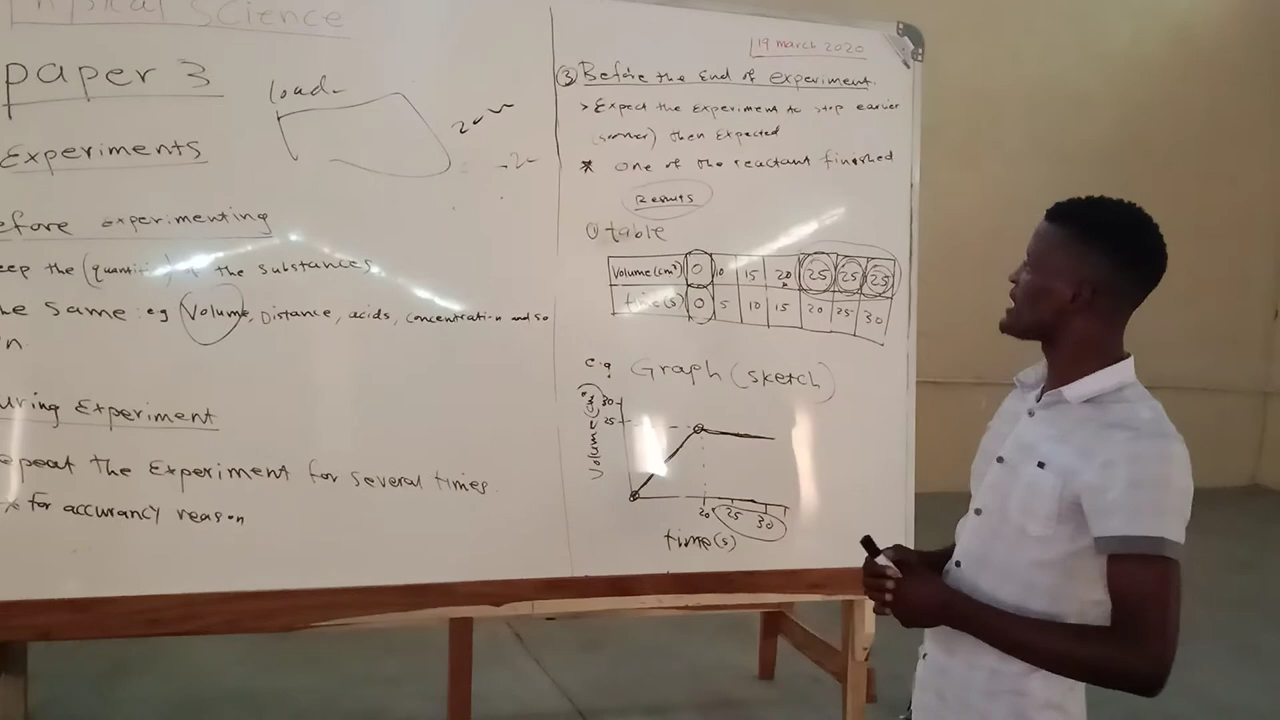 Physical Science
paper 3
Experiments
efore experimenting
eep the (quantiti of the substances
he same eg Volume, Distance, acids, concentration and so
n.
uring Experiment
epeat the Experiment for several times
* for accurancy reason
load
19 march 2020
③ Before the End of experiment.
> Expect the Experiment to stop earlier
(sooner) then Expected
* One of the reactant finished
Results
① table
Volume(cm³) 0 10 15 20 25 25 25
time(s) 0 5 10 15 20 25 30
e.g Graph (sketch)
Volume(cm³)
30
25
20 25 30
time(s)